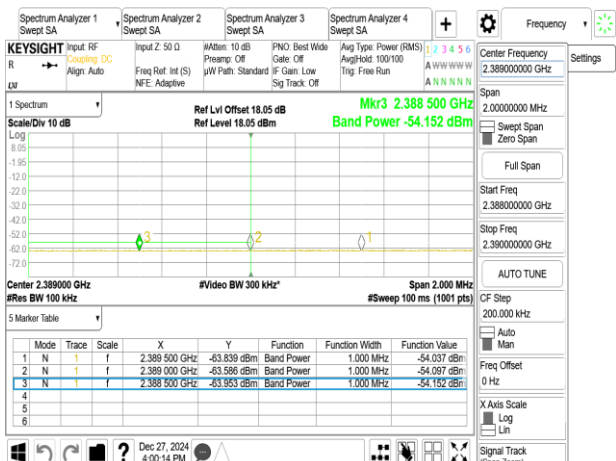 Spectrum Analyzer 1
Swept SA
Spectrum Analyzer 2
Swept SA
Spectrum Analyzer 3
Swept SA
Spectrum Analyzer 4
Swept SA
+
Frequency
KEYSIGHT
R
Input: RF
Coupling: DC
Align: Auto
Input Z: 50 Ω
Freq Ref: Int (S)
NFE: Adaptive
#Atten: 10 dB
Preamp: Off
µW Path: Standard
PNO: Best Wide
Gate: Off
IF Gain: Low
Sig Track: Off
Avg Type: Power (RMS)
Avg|Hold: 100/100
Trig: Free Run
1 2 3 4 5 6
A W W W W W
A N N N N N
1 Spectrum
Scale/Div 10 dB
Ref Lvl Offset 18.05 dB
Ref Level 18.05 dBm
Mkr3 2.388 500 GHz
Band Power -54.152 dBm
Log
8.05
-1.95
-12.0
-22.0
-32.0
-42.0
-52.0
-62.0
-72.0
3 2 1
Center 2.389000 GHz
#Video BW 300 kHz*
Span 2.000 MHz
#Res BW 100 kHz
#Sweep 100 ms (1001 pts)
5 Marker Table
Mode Trace Scale X Y Function Function Width Function Value
1 N 1 f 2.389 500 GHz -63.839 dBm Band Power 1.000 MHz -54.037 dBm
2 N 1 f 2.389 000 GHz -63.586 dBm Band Power 1.000 MHz -54.097 dBm
3 N 1 f 2.388 500 GHz -63.953 dBm Band Power 1.000 MHz -54.152 dBm
4
5
6
?
Dec 27, 2024
4:00:14 PM
Center Frequency
2.389000000 GHz
Settings
Span
2.00000000 MHz
Swept Span
Zero Span
Full Span
Start Freq
2.388000000 GHz
Stop Freq
2.390000000 GHz
AUTO TUNE
CF Step
200.000 kHz
Auto
Man
Freq Offset
0 Hz
X Axis Scale
Log
Lin
Signal Track